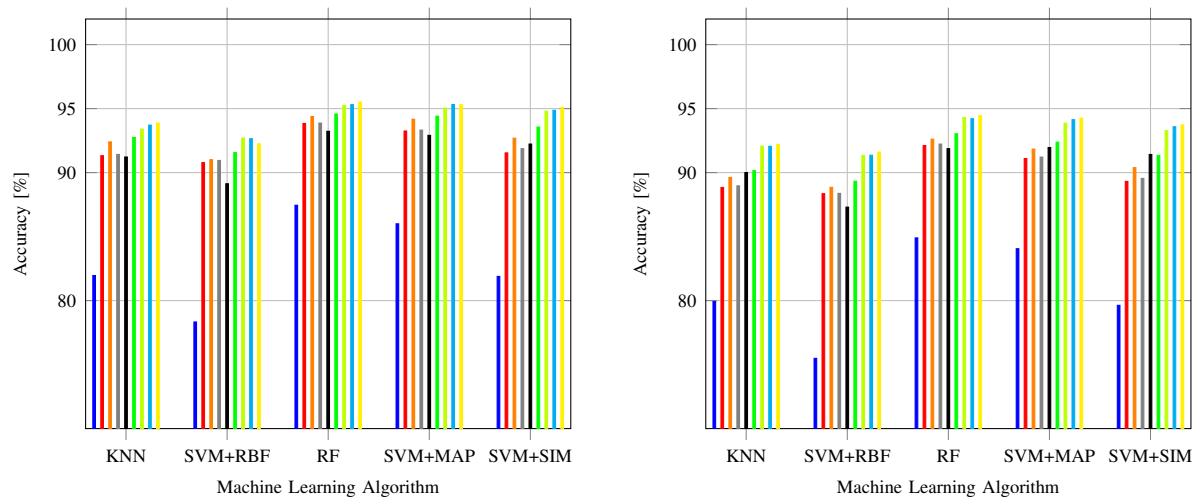 100
95
90
80
Accuracy [%]
KNN SVM+RBF RF SVM+MAP SVM+SIM
Machine Learning Algorithm
100
95
90
80
Accuracy [%]
KNN SVM+RBF RF SVM+MAP SVM+SIM
Machine Learning Algorithm